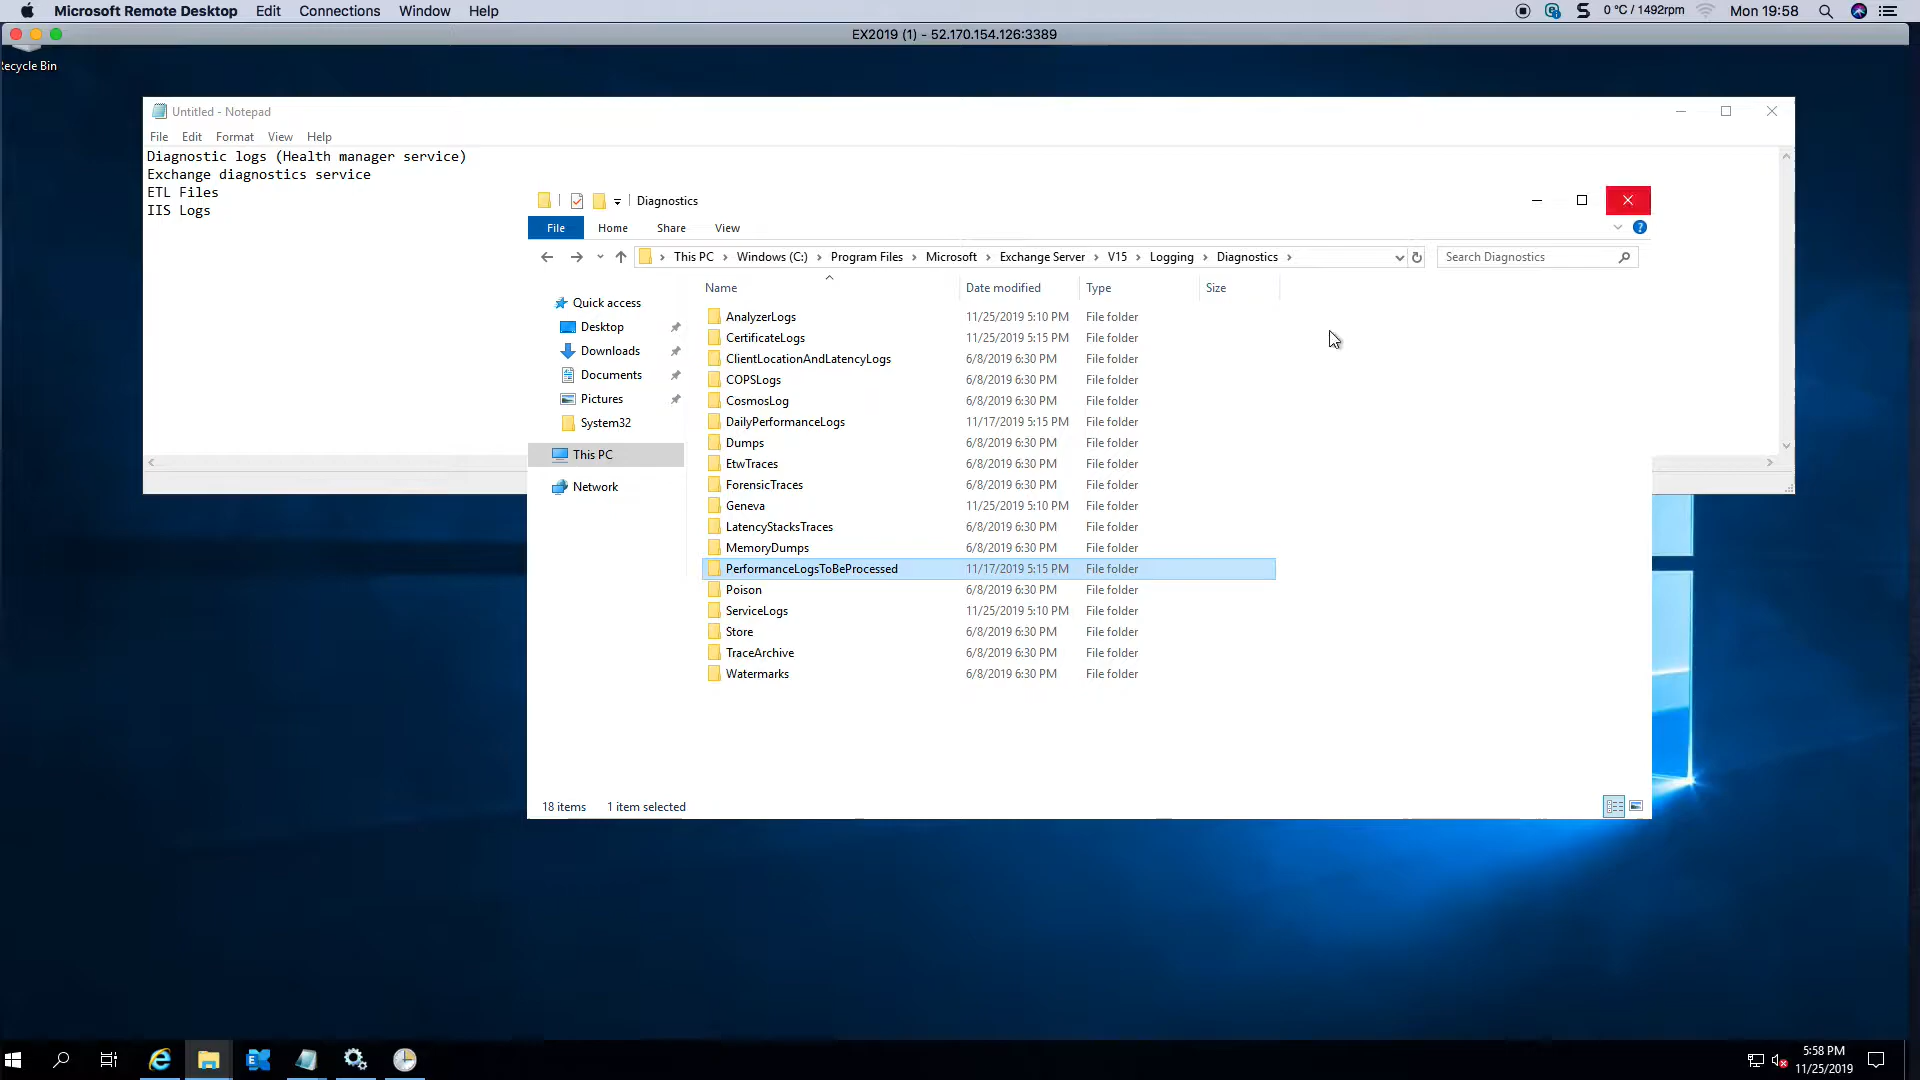 Microsoft Remote Desktop Edit Connections Window Help
0 °C / 1492rpm Mon 19:58
EX2019 (1) - 52.170.154.126:3389
Recycle Bin
Untitled - Notepad
File Edit Format View Help
Diagnostic logs (Health manager service)
Exchange diagnostics service
ETL Files
IIS Logs
Diagnostics
File Home Share View
This PC Windows (C:) Program Files Microsoft Exchange Server V15 Logging Diagnostics
Search Diagnostics
Quick access
Desktop
Downloads
Documents
Pictures
System32
This PC
Network
Name Date modified Type Size
AnalyzerLogs 11/25/2019 5:10 PM File folder
CertificateLogs 11/25/2019 5:15 PM File folder
ClientLocationAndLatencyLogs 6/8/2019 6:30 PM File folder
COPSLogs 6/8/2019 6:30 PM File folder
CosmosLog 6/8/2019 6:30 PM File folder
DailyPerformanceLogs 11/17/2019 5:15 PM File folder
Dumps 6/8/2019 6:30 PM File folder
EtwTraces 6/8/2019 6:30 PM File folder
ForensicTraces 6/8/2019 6:30 PM File folder
Geneva 11/25/2019 5:10 PM File folder
LatencyStacksTraces 6/8/2019 6:30 PM File folder
MemoryDumps 6/8/2019 6:30 PM File folder
PerformanceLogsToBeProcessed 11/17/2019 5:15 PM File folder
Poison 6/8/2019 6:30 PM File folder
ServiceLogs 11/25/2019 5:10 PM File folder
Store 6/8/2019 6:30 PM File folder
TraceArchive 6/8/2019 6:30 PM File folder
Watermarks 6/8/2019 6:30 PM File folder
18 items 1 item selected
5:58 PM
11/25/2019